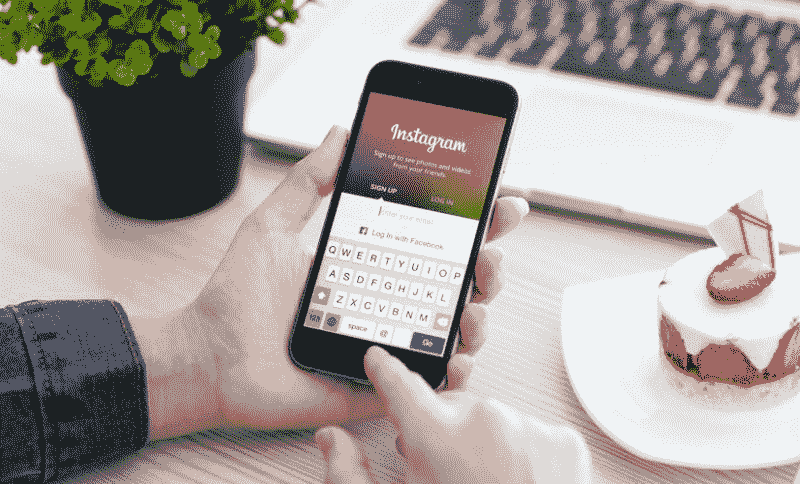 Instagram
Sign up to see photos and videos
from your friends.
SIGN UP
LOG IN
Enter your email
Log In with Facebook
Q W E R T Y U I O P
A S D F G H J K L
Z X C V B N M
123 space @ . Go